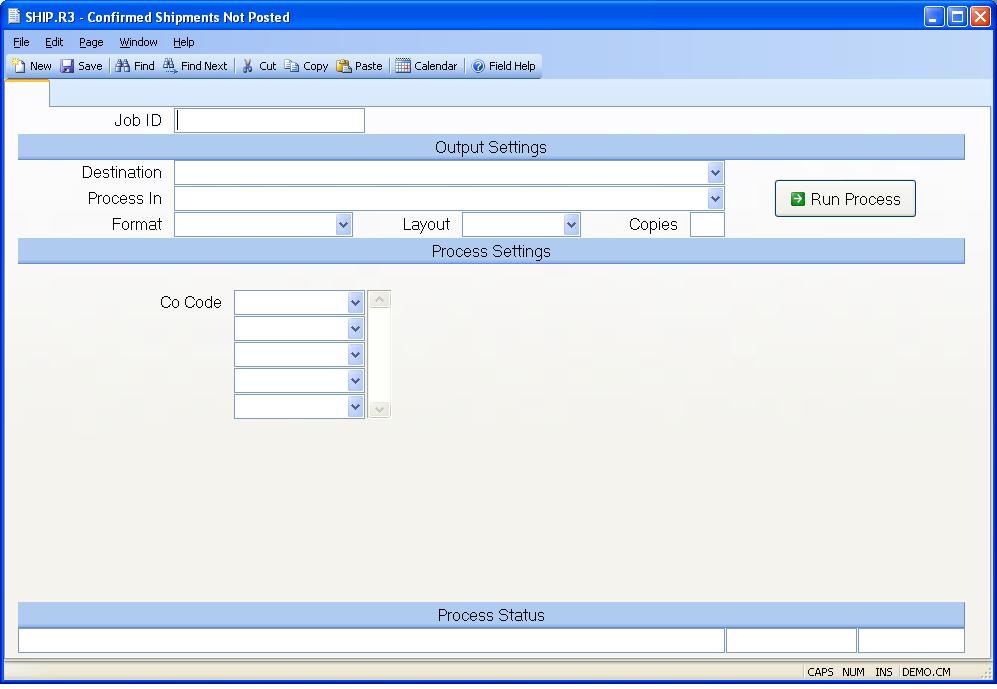 SHIP.R3 - Confirmed Shipments Not Posted
File Edit Page Window Help
New Save Find Find Next Cut Copy Paste Calendar Field Help
Job ID
Output Settings
Destination
Process In
Run Process
Format Layout Copies
Process Settings
Co Code
Process Status
CAPS NUM INS DEMO.CM